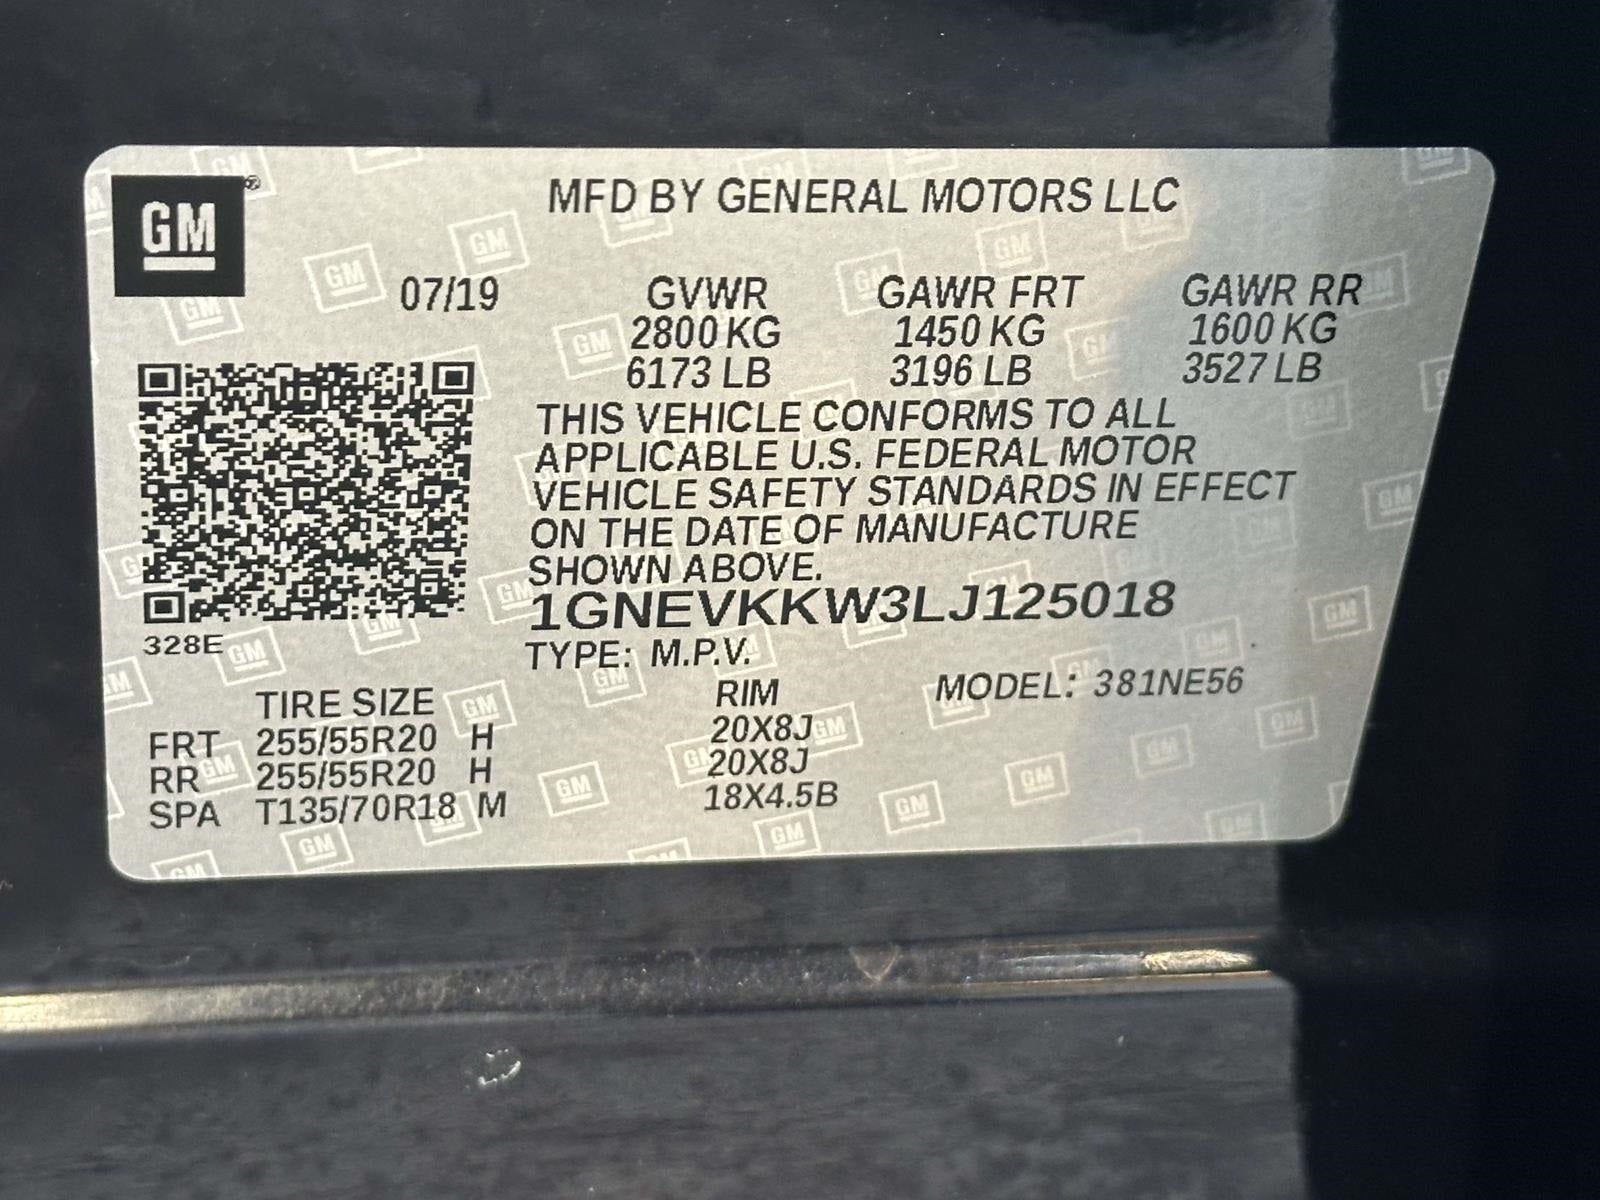 GM
MFD BY GENERAL MOTORS LLC
07/19 GVWR GAWR FRT GAWR RR
2800 KG 1450 KG 1600 KG
6173 LB 3196 LB 3527 LB
THIS VEHICLE CONFORMS TO ALL
APPLICABLE U.S. FEDERAL MOTOR
VEHICLE SAFETY STANDARDS IN EFFECT
ON THE DATE OF MANUFACTURE
SHOWN ABOVE.
1GNEVKKW3LJ125018
328E
TYPE: M.P.V.
MODEL: 381NE56
TIRE SIZE RIM
FRT 255/55R20 H 20X8J
RR 255/55R20 H 20X8J
SPA T135/70R18 M 18X4.5B